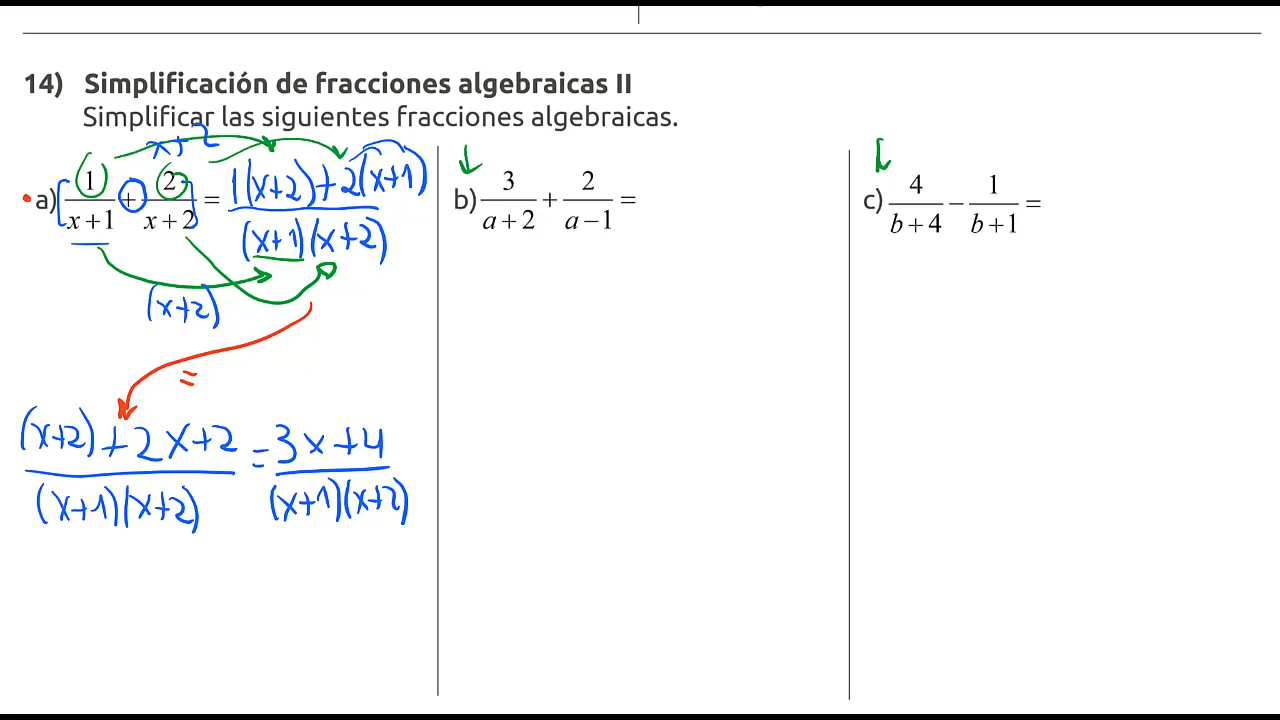 14) Simplificación de fracciones algebraicas II
Simplificar las siguientes fracciones algebraicas.
x+2
a) [1/(x+1) + 2/(x+2)] = (1(x+2)+2(x+1))/((x+1)(x+2))
(x+2)
=
((x+2)+2x+2)/((x+1)(x+2)) = (3x+4)/((x+1)(x+2))
b) 3/(a+2) + 2/(a−1) =
c) 4/(b+4) − 1/(b+1) =